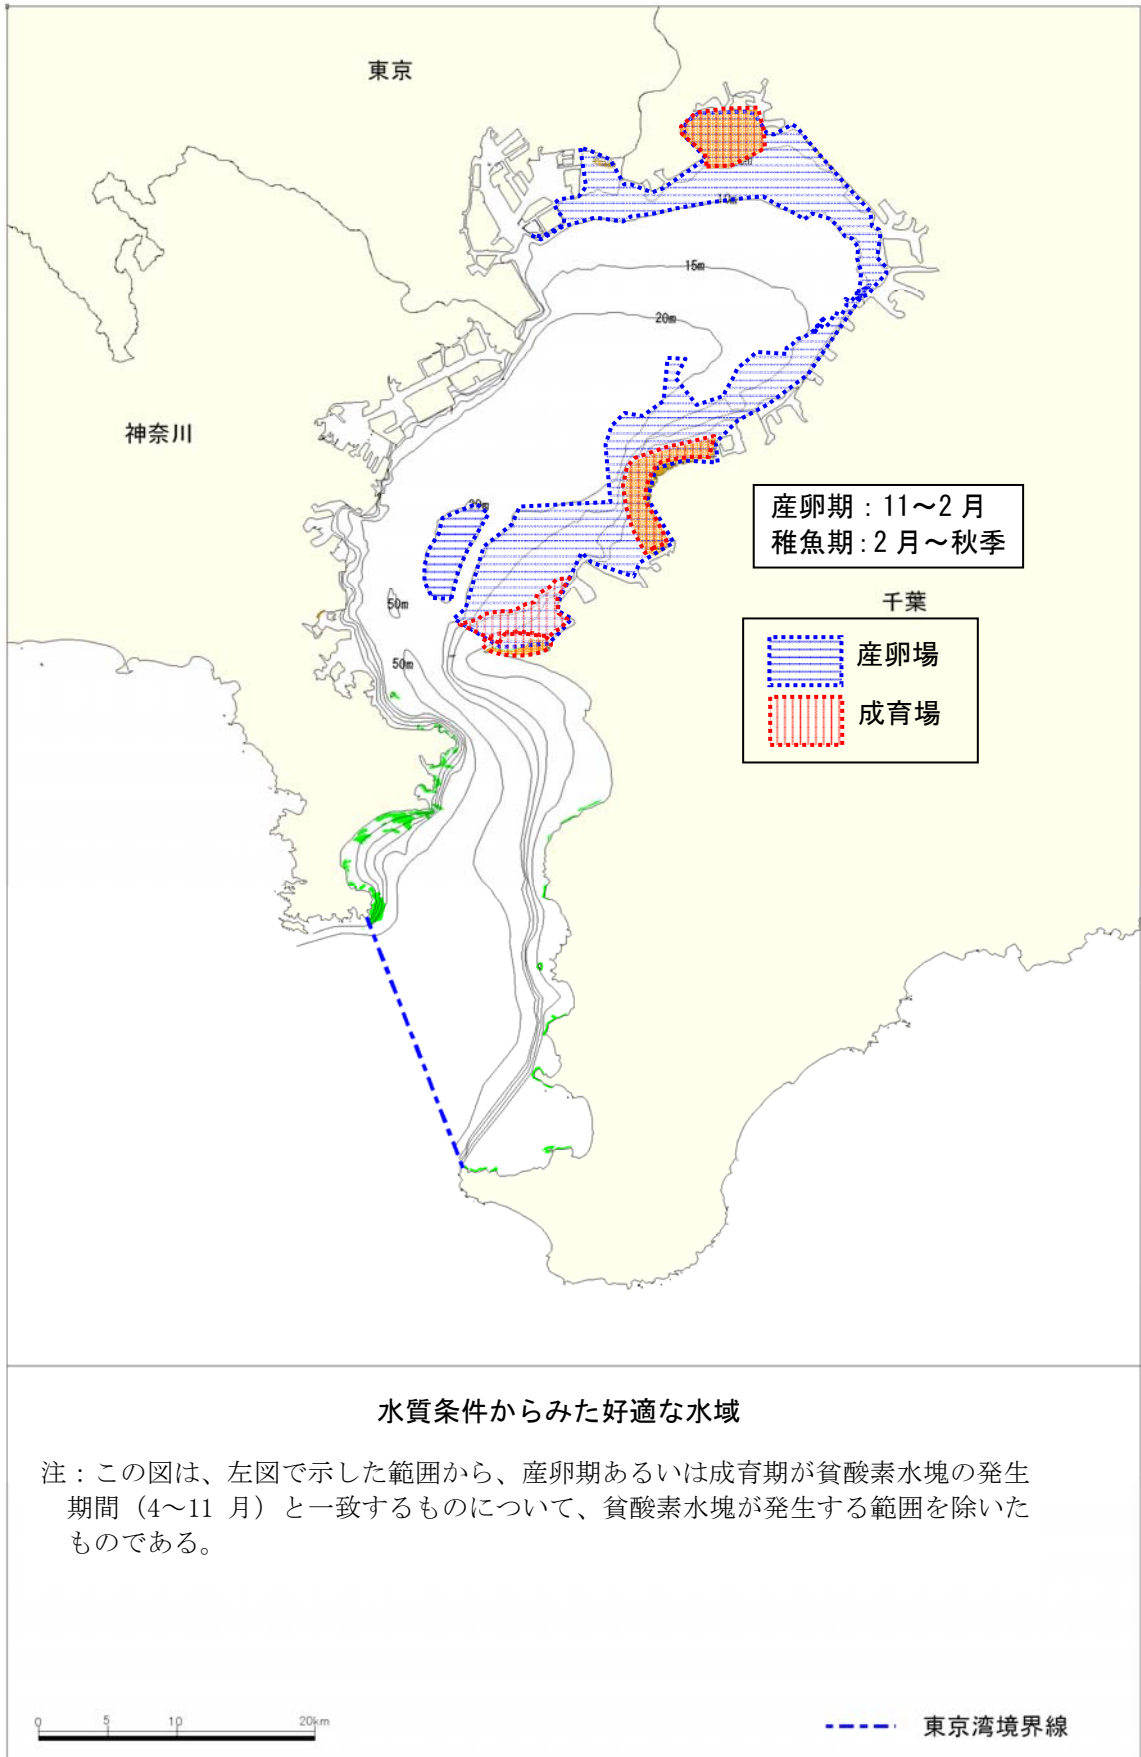 東京
10m
15m
20m
神奈川
20m
産卵期：11～2 月
稚魚期：2 月～秋季
千葉
50m
産卵場
50m
成育場
水質条件からみた好適な水域
注：この図は、左図で示した範囲から、産卵期あるいは成育期が貧酸素水塊の発生
期間（4～11 月）と一致するものについて、貧酸素水塊が発生する範囲を除いた
ものである。
0 5 10 20km
東京湾境界線